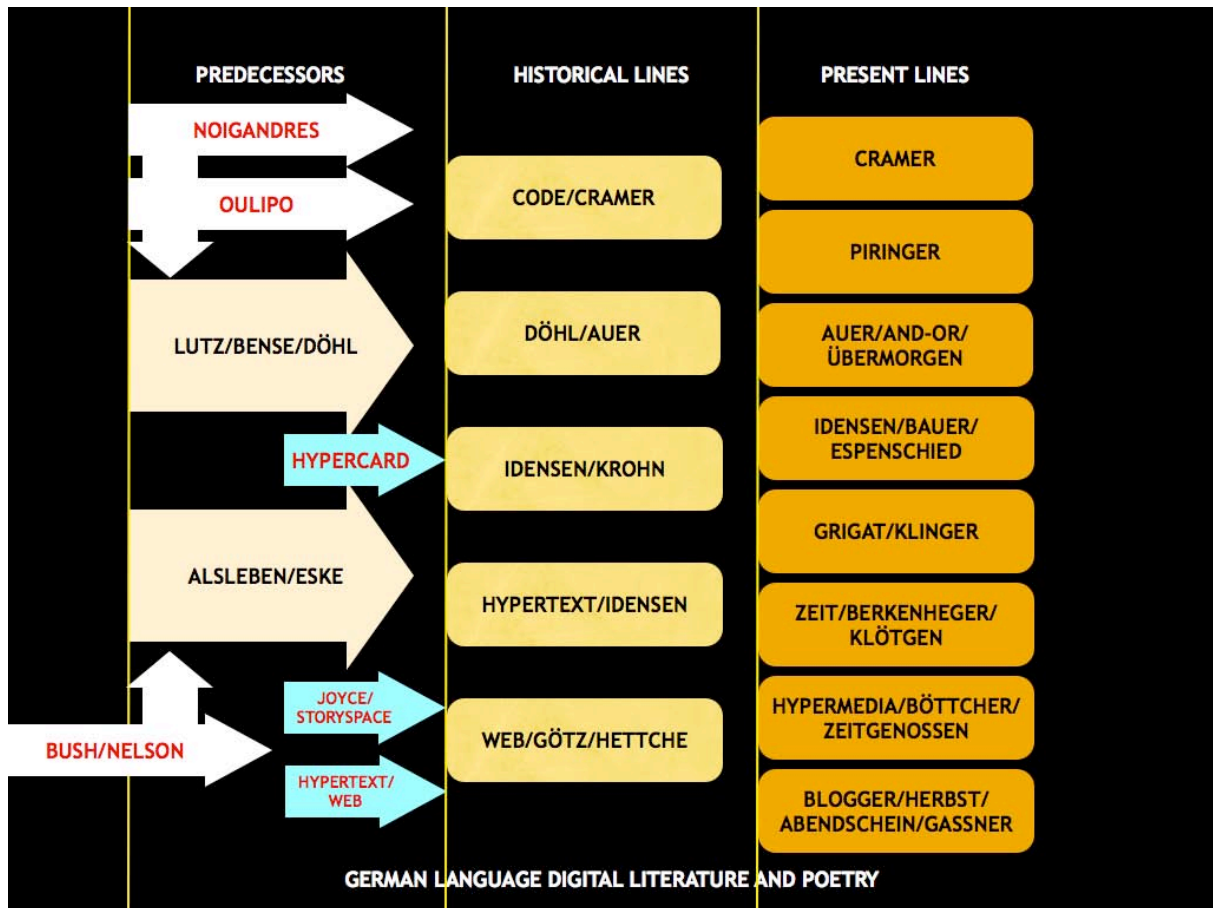 PREDECESSORS
NOIGANDRES
OULIPO
LUTZ/BENSE/DÖHL
HYPERCARD
ALSLEBEN/ESKE
JOYCE/
STORYSPACE
BUSH/NELSON
HYPERTEXT/
WEB
HISTORICAL LINES
CODE/CRAMER
DÖHL/AUER
IDENSEN/KROHN
HYPERTEXT/IDENSEN
WEB/GÖTZ/HETTCHE
PRESENT LINES
CRAMER
PIRINGER
AUER/AND-OR/
ÜBERMORGEN
IDENSEN/BAUER/
ESPENSCHIED
GRIGAT/KLINGER
ZEIT/BERKENHEGER/
KLÖTGEN
HYPERMEDIA/BÖTTCHER/
ZEITGENOSSEN
BLOGGER/HERBST/
ABENDSCHEIN/GASSNER
GERMAN LANGUAGE DIGITAL LITERATURE AND POETRY